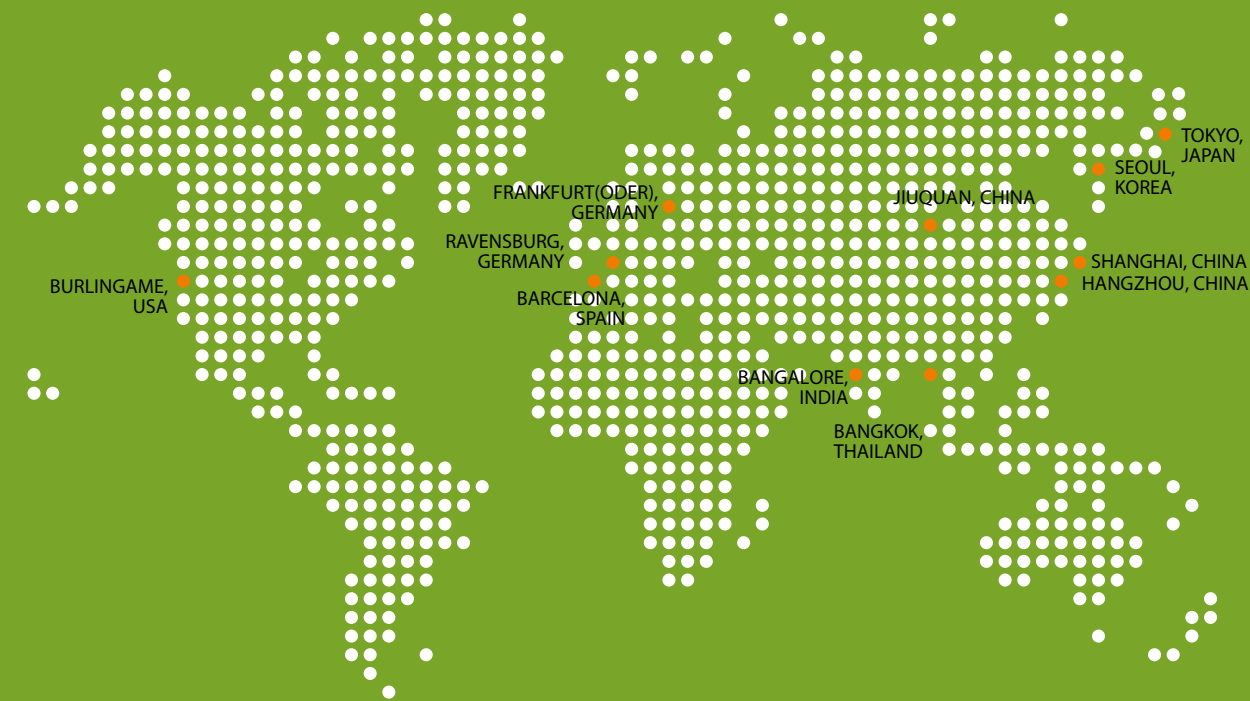 TOKYO,
JAPAN
SEOUL,
KOREA
FRANKFURT(ODER),
GERMANY
JIUQUAN, CHINA
RAVENSBURG,
GERMANY
SHANGHAI, CHINA
HANGZHOU, CHINA
BURLINGAME,
USA
BARCELONA,
SPAIN
BANGALORE,
INDIA
BANGKOK,
THAILAND